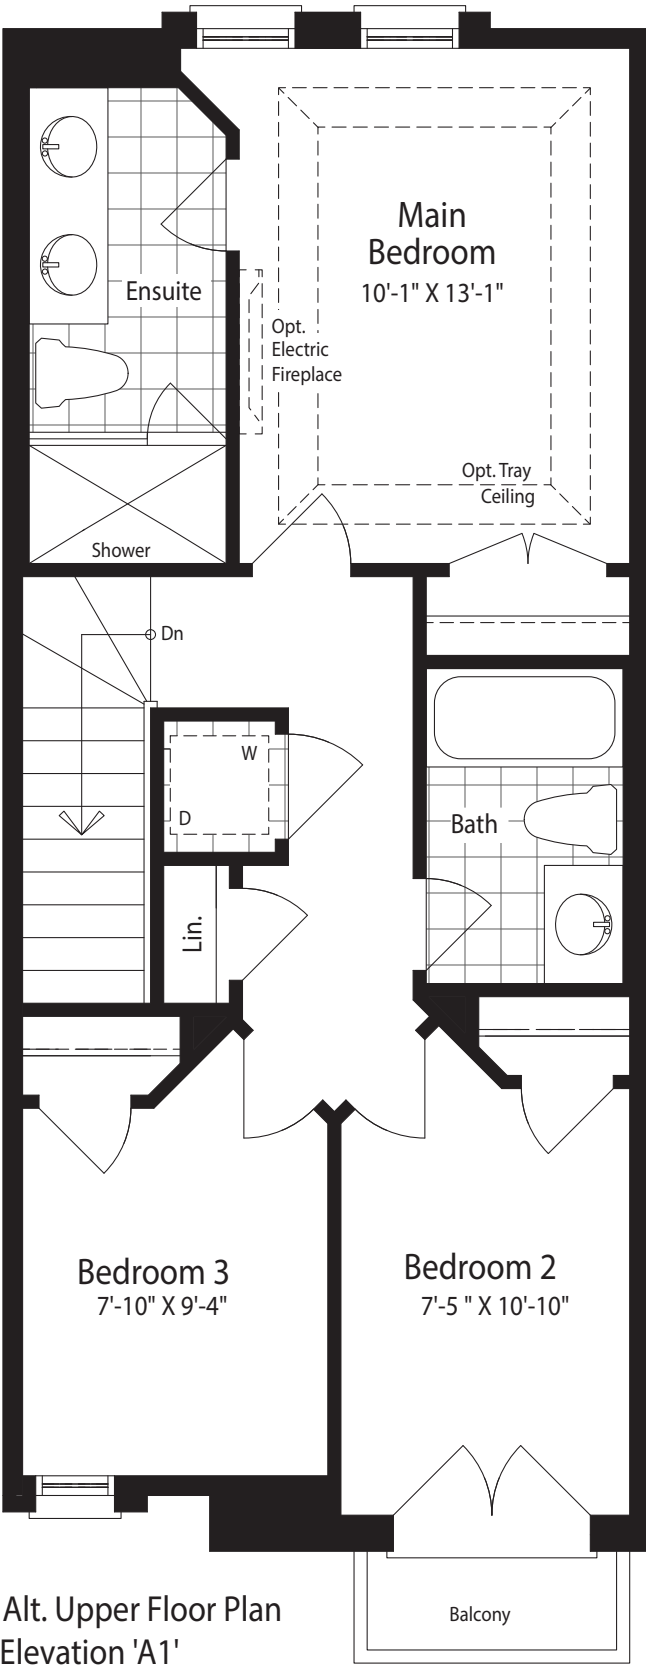 Main
Bedroom
10'-1" X 13'-1"
Ensuite
Opt.
Electric
Fireplace
Opt. Tray
Ceiling
Shower
Dn
W
D
Bath
Lin.
Bedroom 3
7'-10" X 9'-4"
Bedroom 2
7'-5 " X 10'-10"
Balcony
Alt. Upper Floor Plan
Elevation 'A1'